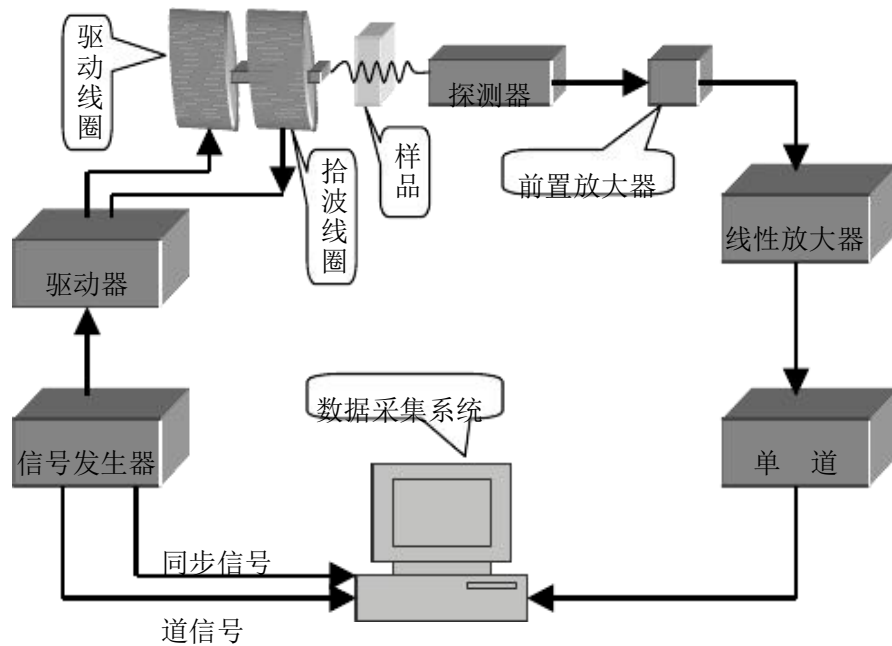 驱动线圈
探测器
样品
前置放大器
拾波线圈
线性放大器
驱动器
数据采集系统
信号发生器
单 道
同步信号
道信号